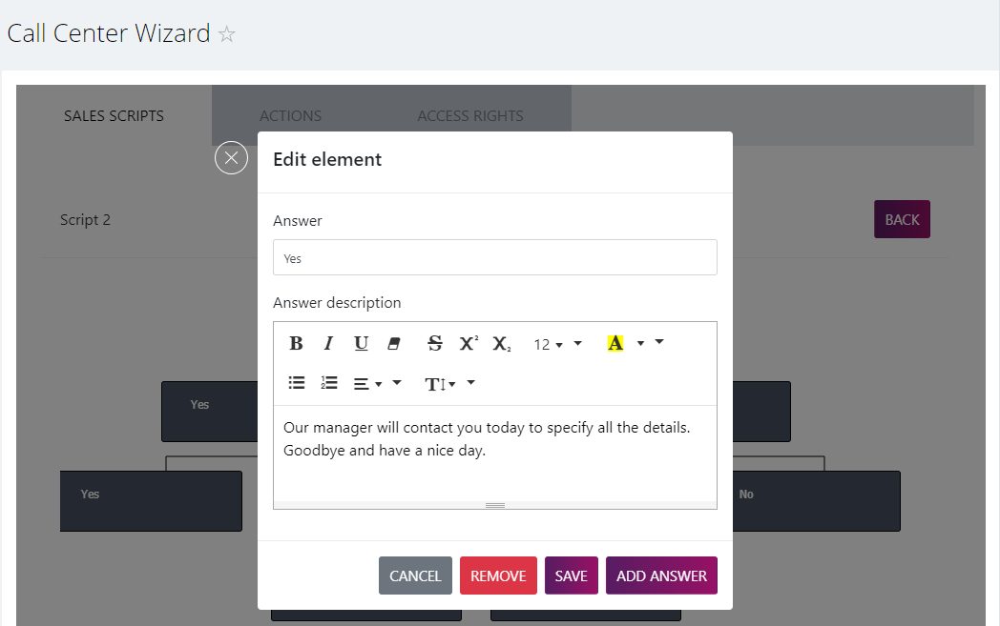 Call Center Wizard
SALES SCRIPTS
ACTIONS
ACCESS RIGHTS
Edit element
Script 2
BACK
Answer
Yes
Answer description
B I U S X² X₂ 12 A
T
Our manager will contact you today to specify all the details.
Goodbye and have a nice day.
Yes
Yes
No
CANCEL
REMOVE
SAVE
ADD ANSWER